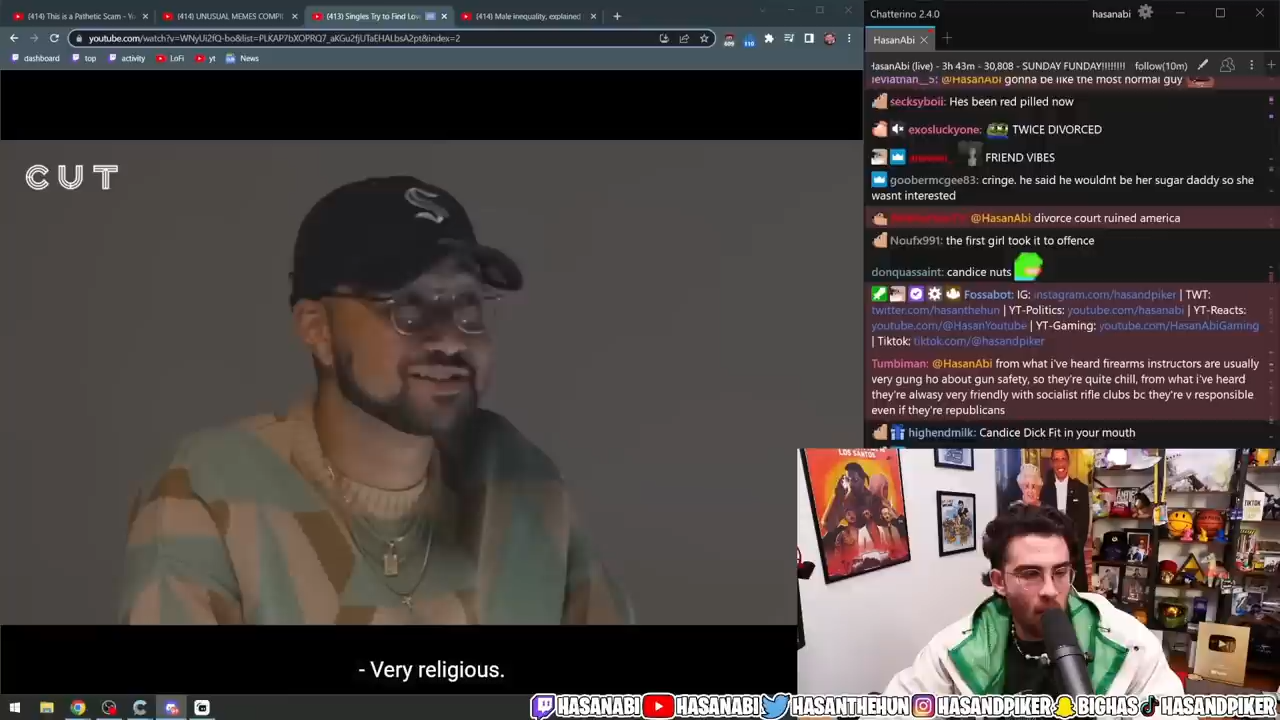 (414) This is a Pathetic Scam - Yo
(414) UNUSUAL MEMES COMPI
(413) Singles Try to Find Lov
(414) Male inequality, explained
Chatterino 2.4.0
hasanabi
youtube.com/watch?v=WNyUi2fQ-bo&list=PLKAP7bXOPRQ7_aKGu2fjUTaEHALbsA2pt&index=2
HasanAbi
dashboard
top
activity
LoFi
yt
News
HasanAbi (live) - 3h 43m - 30,808 - SUNDAY FUNDAY!!!!!!!! follow(10m)
leviathan__5: @HasanAbi gonna be like the most normal guy
secksyboii: Hes been red pilled now
exosluckyone: TWICE DIVORCED
FRIEND VIBES
goobermcgee83: cringe. he said he wouldnt be her sugar daddy so she
wasnt interested
@HasanAbi divorce court ruined america
Noufx991: the first girl took it to offence
donquassaint: candice nuts
Fossabot: IG: instagram.com/hasandpiker | TWT:
twitter.com/hasanthehun | YT-Politics: youtube.com/hasanabi | YT-Reacts:
youtube.com/@HasanYoutube | YT-Gaming: youtube.com/HasanAbiGaming
| Tiktok: tiktok.com/@hasandpiker
Tumbiman: @HasanAbi from what i've heard firearms instructors are usually
very gung ho about gun safety, so they're quite chill, from what i've heard
they're alwasy very friendly with socialist rifle clubs bc they're v responsible
even if they're republicans
highendmilk: Candice Dick Fit in your mouth
CUT
LOS SANTOS
TIKTOK
- Very religious.
HASANABI
HASANABI
HASANTHEHUN
HASANDPIKER
BIGHAS
HASANDPIKER